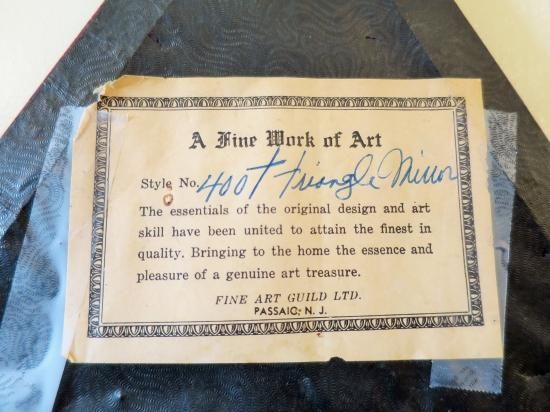 A Fine Work of Art
Style No. 400T Triangle Mirror
The essentials of the original design and art
skill have been united to attain the finest in
quality. Bringing to the home the essence and
pleasure of a genuine art treasure.
FINE ART GUILD LTD.
PASSAIC, N. J.